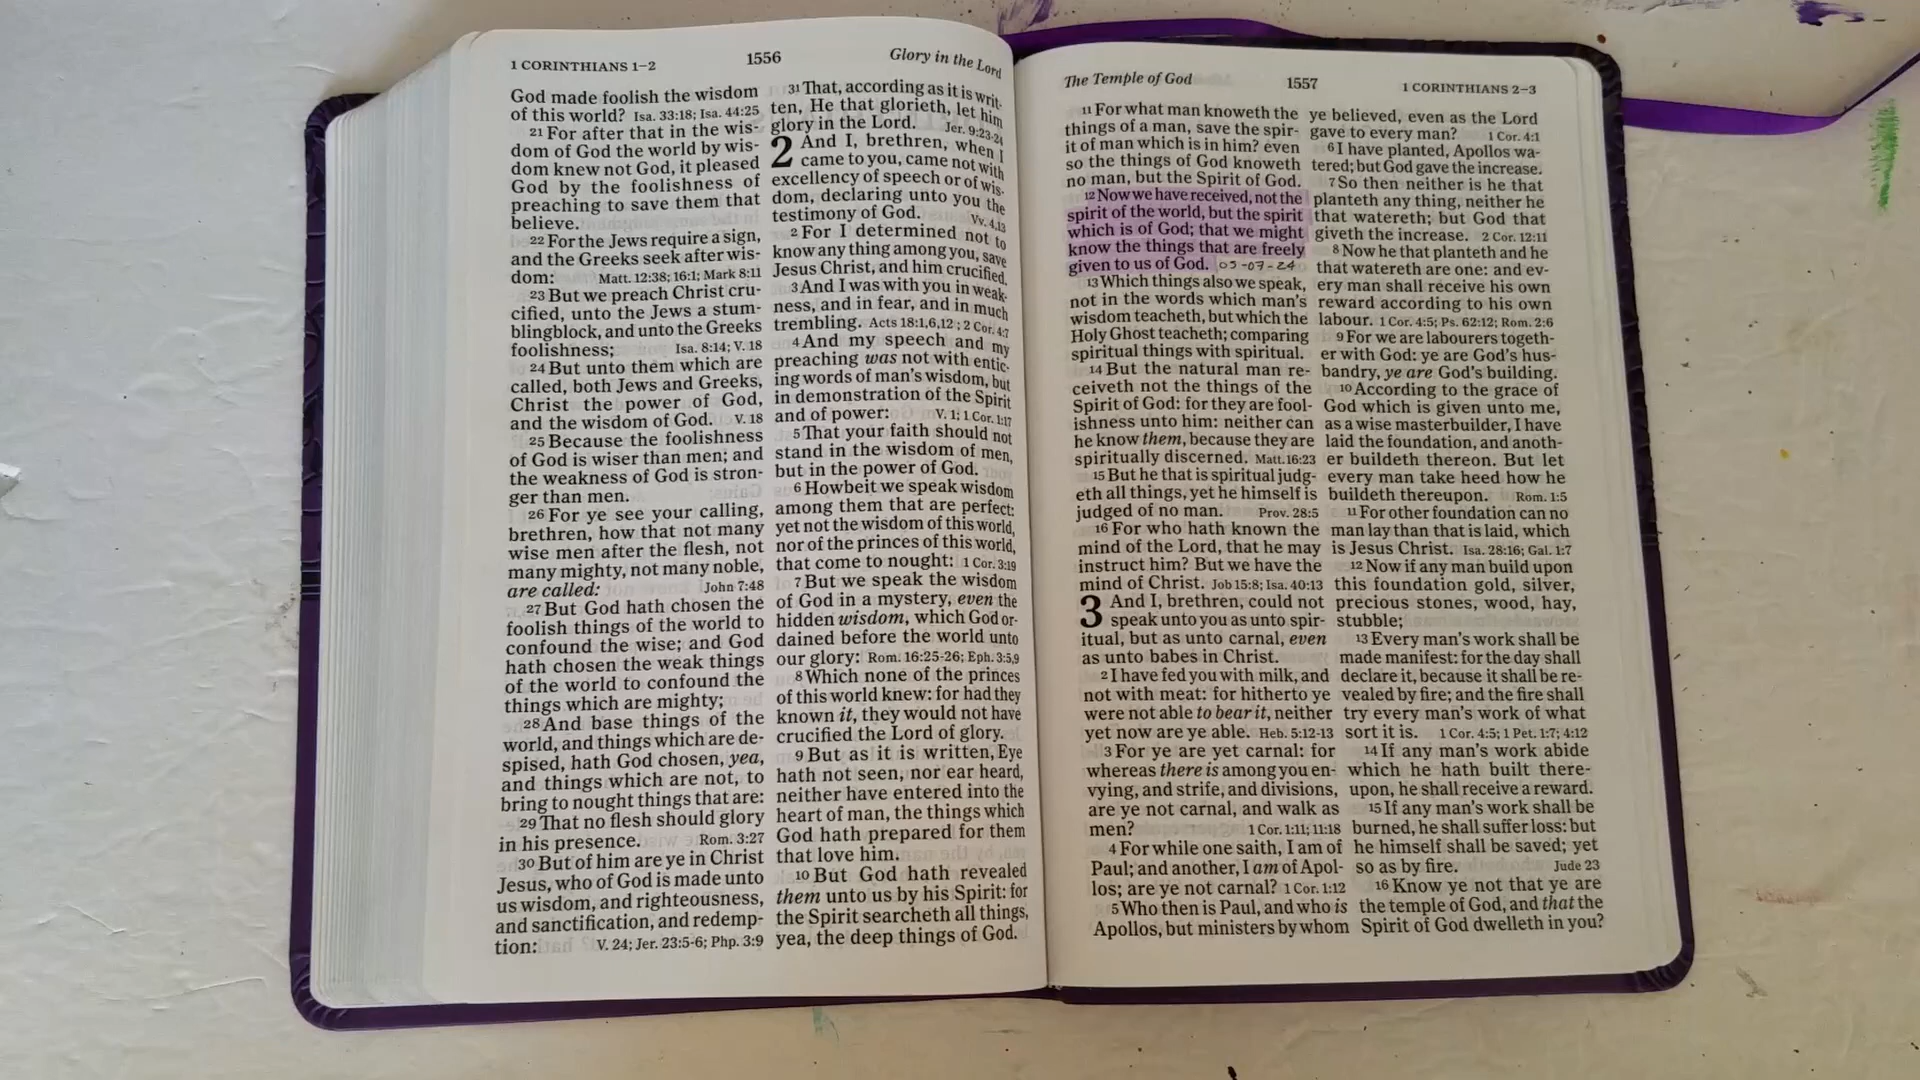 1 CORINTHIANS 1–2
1556
Glory in the Lord
God made foolish the wisdom
of this world? Isa. 33:18; Isa. 44:25
21 For after that in the wis-
dom of God the world by wis-
dom knew not God, it pleased
God by the foolishness of
preaching to save them that
believe.
22 For the Jews require a sign,
and the Greeks seek after wis-
dom: Matt. 12:38; 16:1; Mark 8:11
23 But we preach Christ cru-
cified, unto the Jews a stum-
blingblock, and unto the Greeks
foolishness; Isa. 8:14; V. 18
24 But unto them which are
called, both Jews and Greeks,
Christ the power of God,
and the wisdom of God. V. 18
25 Because the foolishness
of God is wiser than men; and
the weakness of God is stron-
ger than men.
26 For ye see your calling,
brethren, how that not many
wise men after the flesh, not
many mighty, not many noble,
are called: John 7:48
27 But God hath chosen the
foolish things of the world to
confound the wise; and God
hath chosen the weak things
of the world to confound the
things which are mighty;
28 And base things of the
world, and things which are de-
spised, hath God chosen, yea,
and things which are not, to
bring to nought things that are:
29 That no flesh should glory
in his presence. Rom. 3:27
30 But of him are ye in Christ
Jesus, who of God is made unto
us wisdom, and righteousness,
and sanctification, and redemp-
tion: V. 24; Jer. 23:5-6; Php. 3:9
31 That, according as it is writ-
ten, He that glorieth, let him
glory in the Lord. Jer. 9:23-24
2 And I, brethren, when I
came to you, came not with
excellency of speech or of wis-
dom, declaring unto you the
testimony of God. Vv. 4,13
2 For I determined not to
know any thing among you, save
Jesus Christ, and him crucified.
3 And I was with you in weak-
ness, and in fear, and in much
trembling. Acts 18:1,6,12 ; 2 Cor. 4:7
4 And my speech and my
preaching was not with entic-
ing words of man's wisdom, but
in demonstration of the Spirit
and of power: V. 1; 1 Cor. 1:17
5 That your faith should not
stand in the wisdom of men,
but in the power of God.
6 Howbeit we speak wisdom
among them that are perfect:
yet not the wisdom of this world,
nor of the princes of this world,
that come to nought: 1 Cor. 3:19
7 But we speak the wisdom
of God in a mystery, even the
hidden wisdom, which God or-
dained before the world unto
our glory: Rom. 16:25-26; Eph. 3:5,9
8 Which none of the princes
of this world knew: for had they
known it, they would not have
crucified the Lord of glory.
9 But as it is written, Eye
hath not seen, nor ear heard,
neither have entered into the
heart of man, the things which
God hath prepared for them
that love him.
10 But God hath revealed
them unto us by his Spirit: for
the Spirit searcheth all things,
yea, the deep things of God.
The Temple of God
1557
1 CORINTHIANS 2–3
11 For what man knoweth the
things of a man, save the spir-
it of man which is in him? even
so the things of God knoweth
no man, but the Spirit of God.
12 Now we have received, not the
spirit of the world, but the spirit
which is of God; that we might
know the things that are freely
given to us of God. 05-07-24
13 Which things also we speak,
not in the words which man's
wisdom teacheth, but which the
Holy Ghost teacheth; comparing
spiritual things with spiritual.
14 But the natural man re-
ceiveth not the things of the
Spirit of God: for they are fool-
ishness unto him: neither can
he know them, because they are
spiritually discerned. Matt.16:23
15 But he that is spiritual judg-
eth all things, yet he himself is
judged of no man. Prov. 28:5
16 For who hath known the
mind of the Lord, that he may
instruct him? But we have the
mind of Christ. Job 15:8; Isa. 40:13
3 And I, brethren, could not
speak unto you as unto spir-
itual, but as unto carnal, even
as unto babes in Christ.
2 I have fed you with milk, and
not with meat: for hitherto ye
were not able to bear it, neither
yet now are ye able. Heb. 5:12-13
3 For ye are yet carnal: for
whereas there is among you en-
vying, and strife, and divisions,
are ye not carnal, and walk as
men? 1 Cor. 1:11; 11:18
4 For while one saith, I am of
Paul; and another, I am of Apol-
los; are ye not carnal? 1 Cor. 1:12
5 Who then is Paul, and who is
Apollos, but ministers by whom
ye believed, even as the Lord
gave to every man? 1 Cor. 4:1
6 I have planted, Apollos wa-
tered; but God gave the increase.
7 So then neither is he that
planteth any thing, neither he
that watereth; but God that
giveth the increase. 2 Cor. 12:11
8 Now he that planteth and he
that watereth are one: and ev-
ery man shall receive his own
reward according to his own
labour. 1 Cor. 4:5; Ps. 62:12; Rom. 2:6
9 For we are labourers togeth-
er with God: ye are God's hus-
bandry, ye are God's building.
10 According to the grace of
God which is given unto me,
as a wise masterbuilder, I have
laid the foundation, and anoth-
er buildeth thereon. But let
every man take heed how he
buildeth thereupon. Rom. 1:5
11 For other foundation can no
man lay than that is laid, which
is Jesus Christ. Isa. 28:16; Gal. 1:7
12 Now if any man build upon
this foundation gold, silver,
precious stones, wood, hay,
stubble;
13 Every man's work shall be
made manifest: for the day shall
declare it, because it shall be re-
vealed by fire; and the fire shall
try every man's work of what
sort it is. 1 Cor. 4:5; 1 Pet. 1:7; 4:12
14 If any man's work abide
which he hath built there-
upon, he shall receive a reward.
15 If any man's work shall be
burned, he shall suffer loss: but
he himself shall be saved; yet
so as by fire. Jude 23
16 Know ye not that ye are
the temple of God, and that the
Spirit of God dwelleth in you?